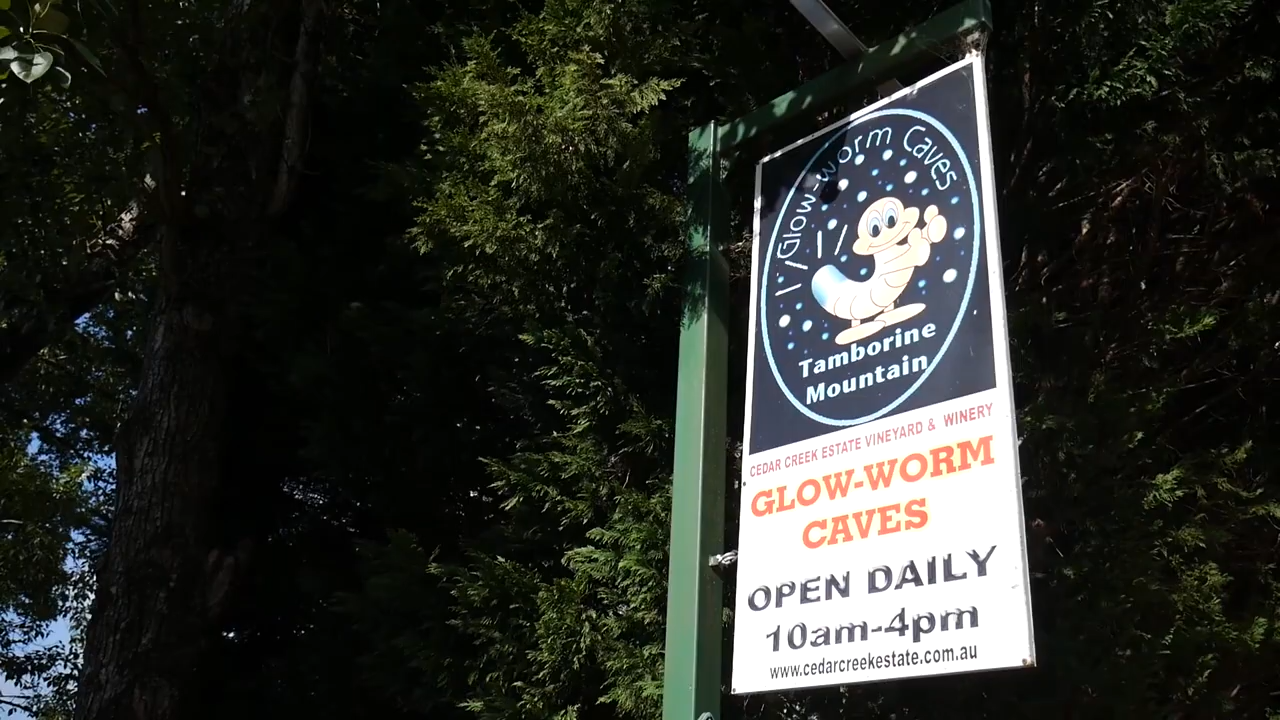 Glow-worm Caves
Tamborine
Mountain
CEDAR CREEK ESTATE VINEYARD & WINERY
GLOW-WORM
CAVES
OPEN DAILY
10am-4pm
www.cedarcreekestate.com.au